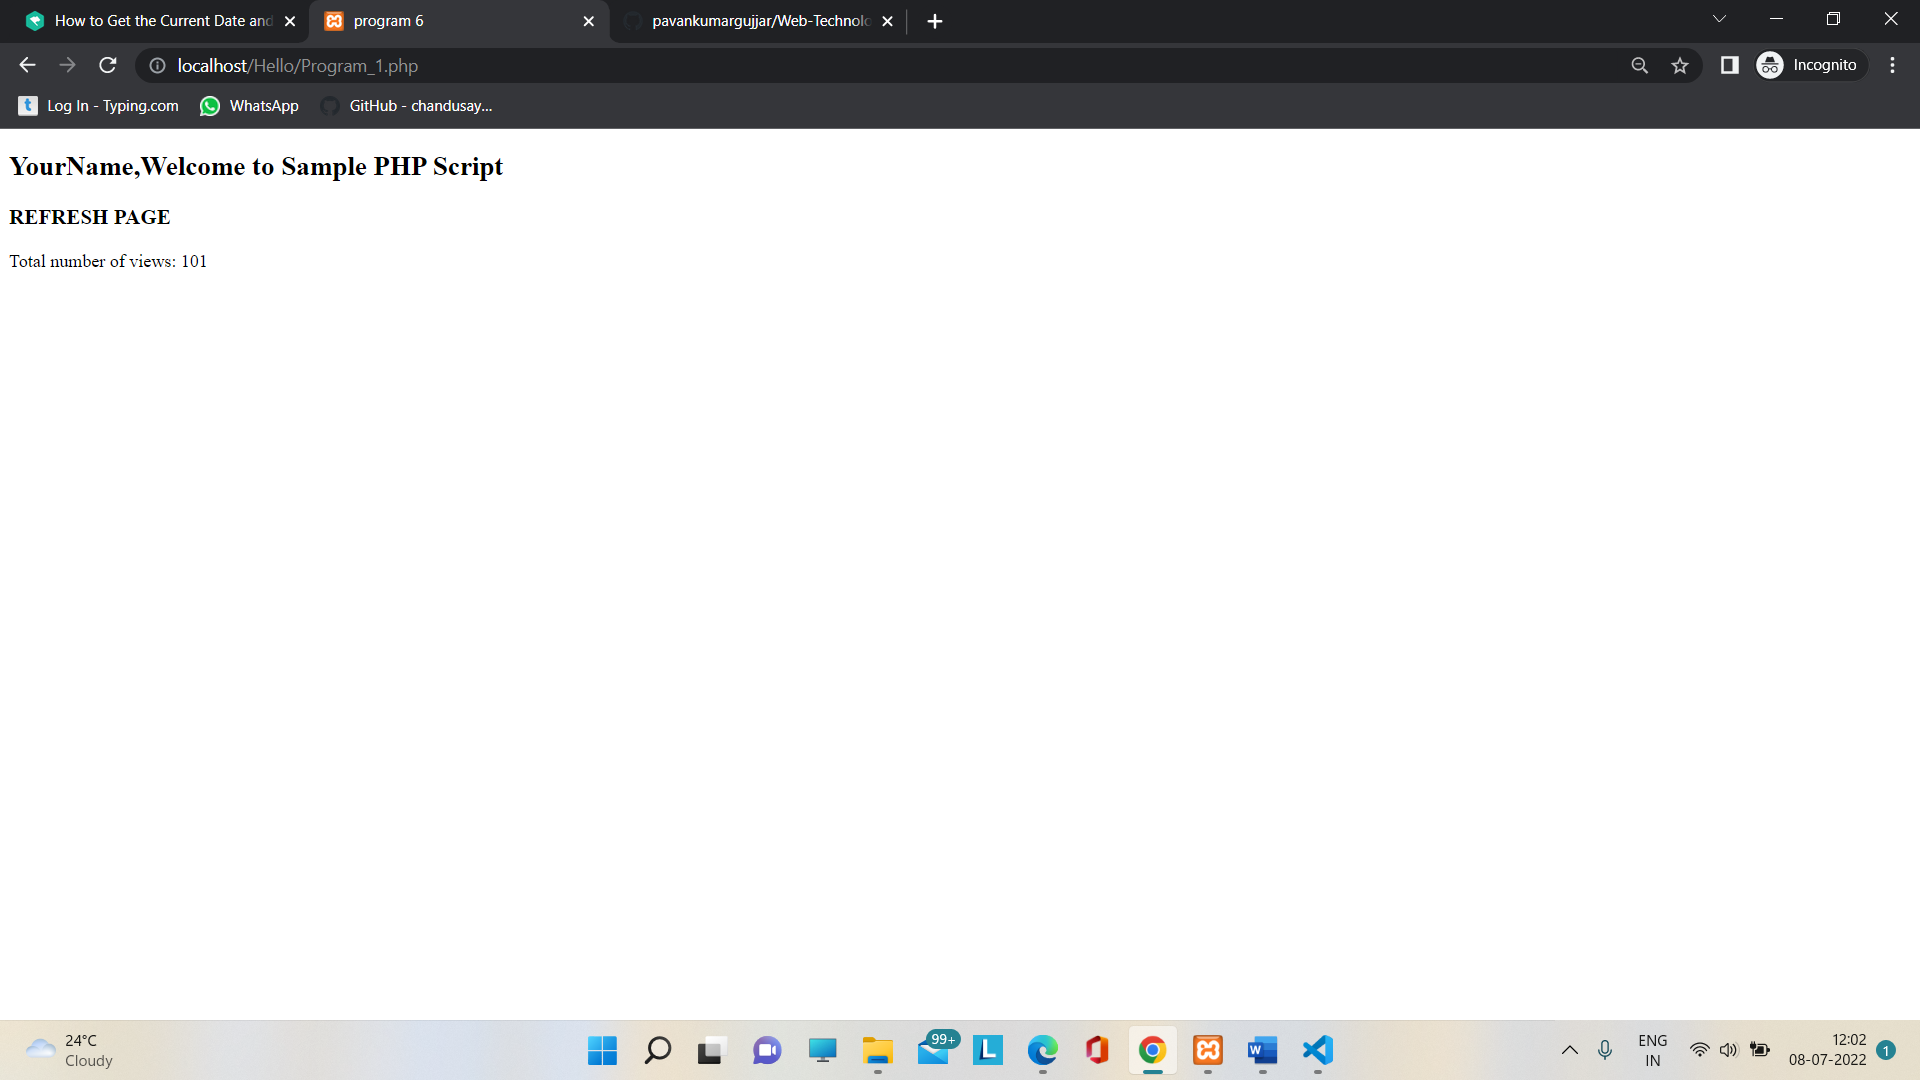 How to Get the Current Date and
program 6
pavankumargujjar/Web-Technolo
localhost/Hello/Program_1.php
Incognito
Log In - Typing.com
WhatsApp
GitHub - chandusay...
YourName,Welcome to Sample PHP Script
REFRESH PAGE
Total number of views: 101
24°C
Cloudy
99+
ENG
IN
12:02
08-07-2022
1